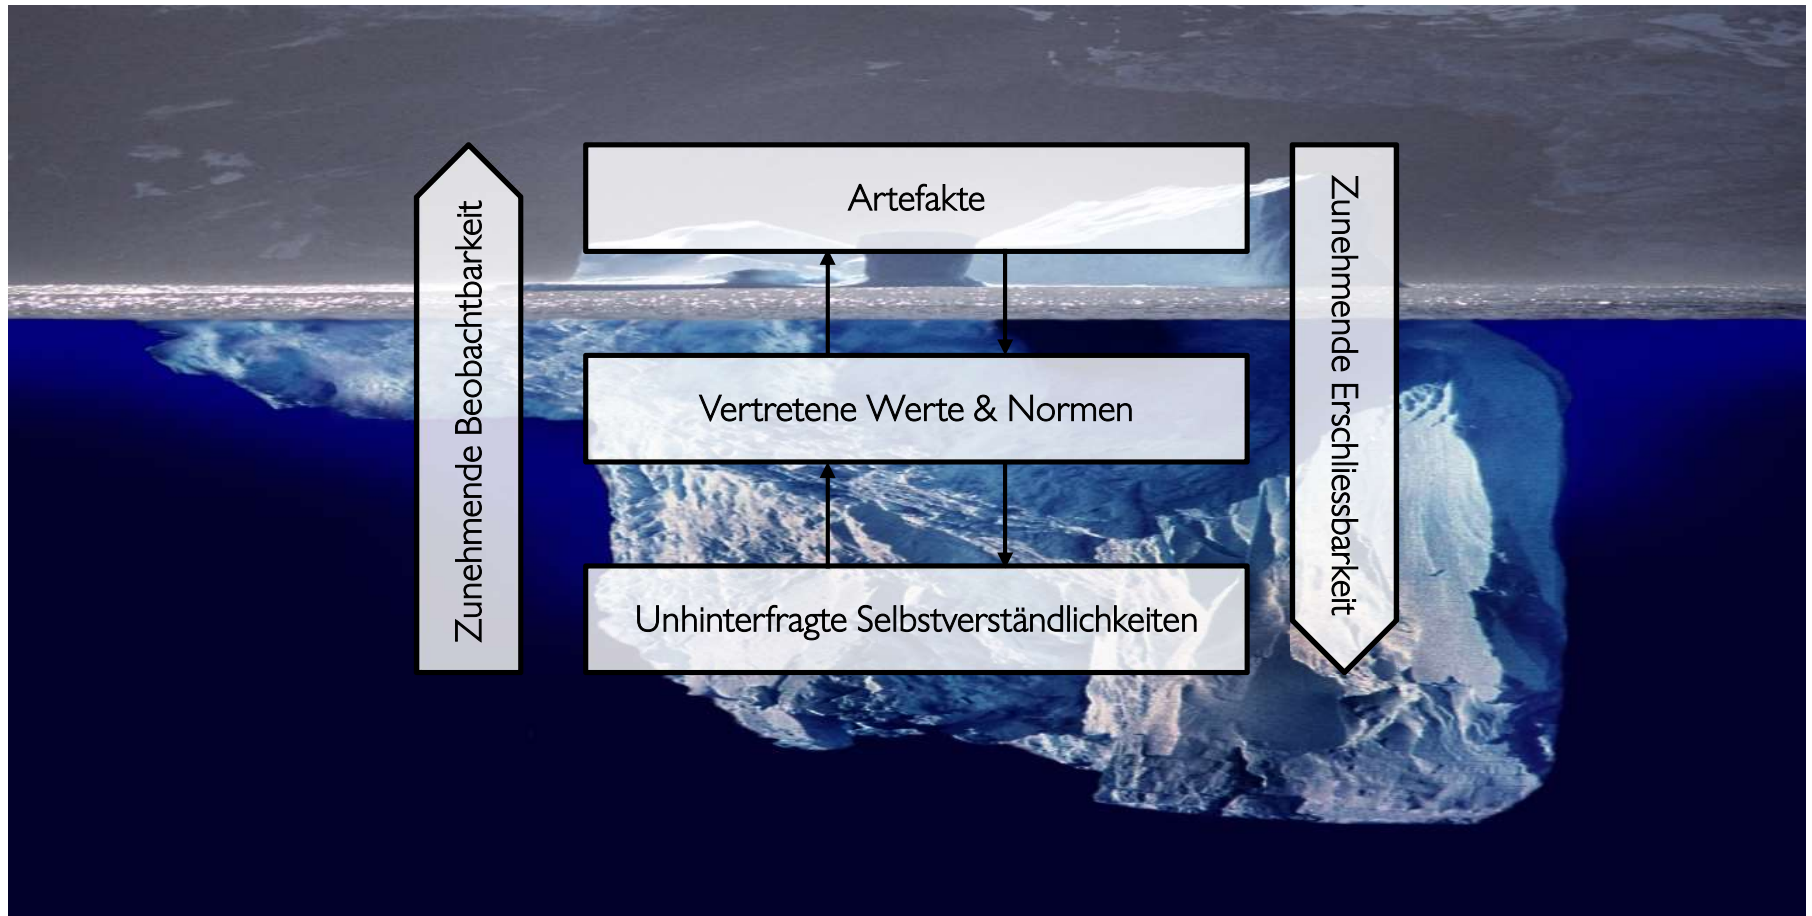 Artefakte
Zunehmende Beobachtbarkeit
Vertretene Werte & Normen
Zunehmende Erschliessbarkeit
Unhinterfragte Selbstverständlichkeiten